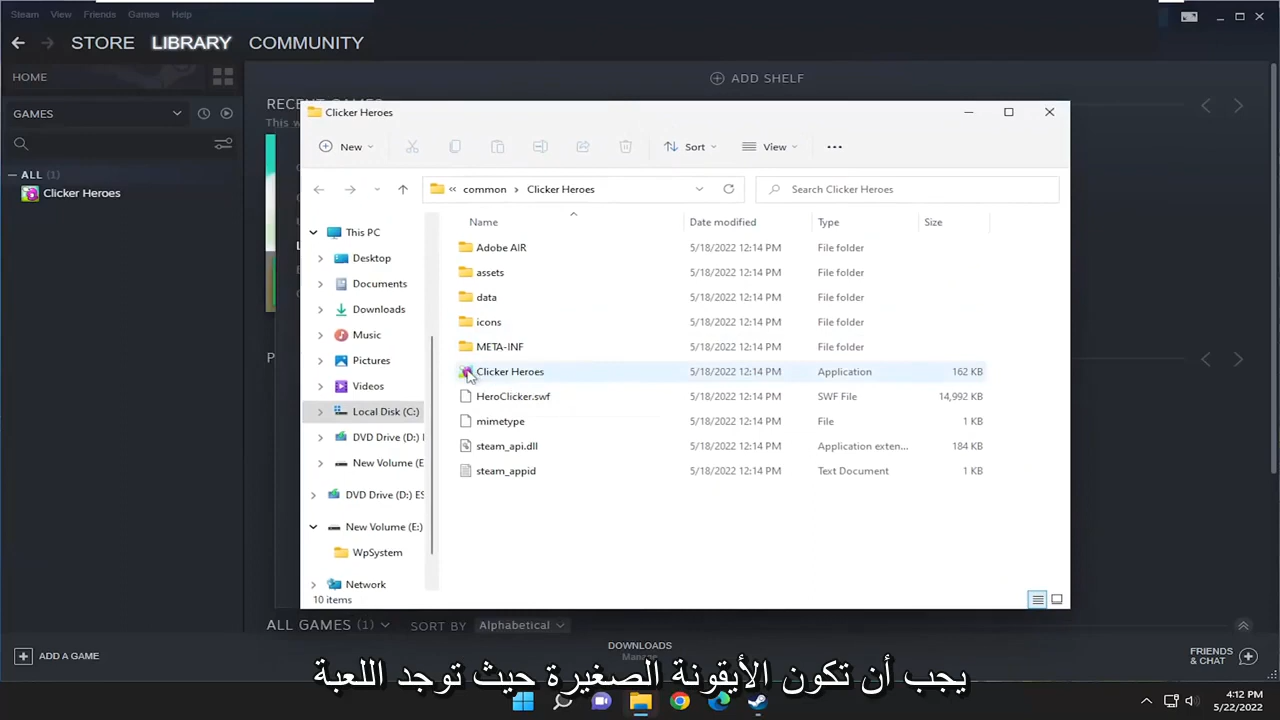 Steam View Friends Games Help
STORE LIBRARY COMMUNITY
HOME
ADD SHELF
GAMES
ALL (1)
Clicker Heroes
Clicker Heroes
New Sort View
common Clicker Heroes
Search Clicker Heroes
Name Date modified Type Size
Adobe AIR 5/18/2022 12:14 PM File folder
assets 5/18/2022 12:14 PM File folder
data 5/18/2022 12:14 PM File folder
icons 5/18/2022 12:14 PM File folder
META-INF 5/18/2022 12:14 PM File folder
Clicker Heroes 5/18/2022 12:14 PM Application 162 KB
HeroClicker.swf 5/18/2022 12:14 PM SWF File 14,992 KB
mimetype 5/18/2022 12:14 PM File 1 KB
steam_api.dll 5/18/2022 12:14 PM Application exten... 184 KB
steam_appid 5/18/2022 12:14 PM Text Document 1 KB
This PC
Desktop
Documents
Downloads
Music
Pictures
Videos
Local Disk (C:)
DVD Drive (D:)
New Volume (E
DVD Drive (D:) ES
New Volume (E:)
WpSystem
Network
10 items
ALL GAMES (1) SORT BY Alphabetical
ADD A GAME
DOWNLOADS
Manage
FRIENDS
& CHAT
يجب أن تكون الأيقونة الصغيرة حيث توجد اللعبة
4:12 PM
5/22/2022